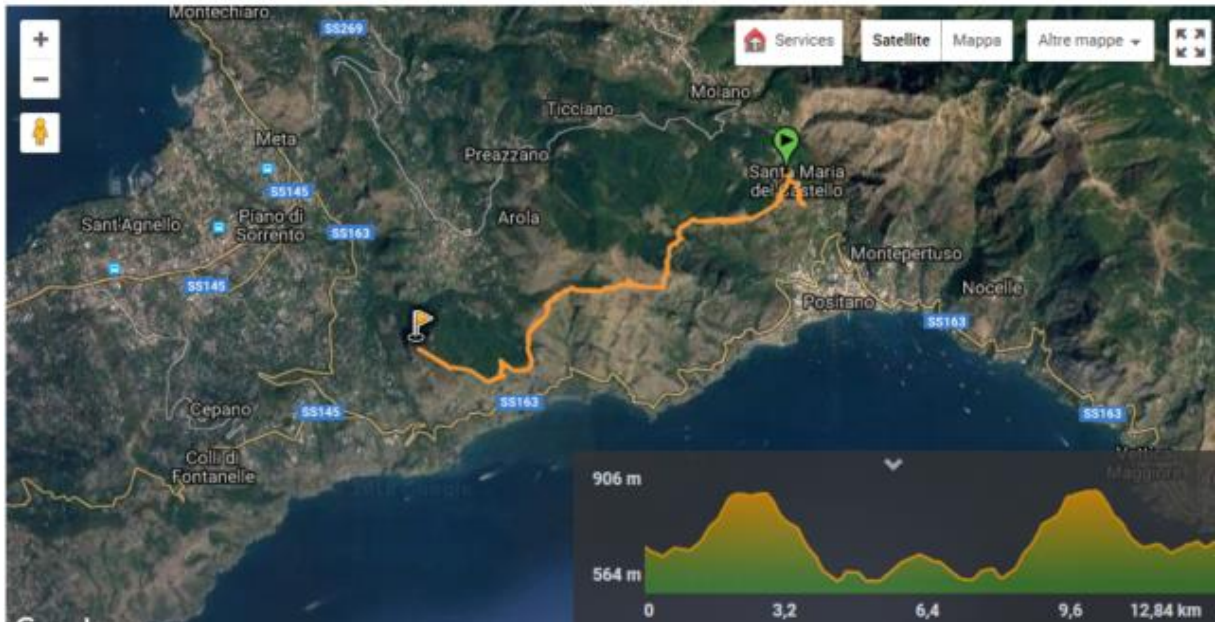 Montechiaro
SS269
+
−
Services
Satellite
Mappa
Altre mappe
Moiano
Ticciano
Meta
Preazzano
SS145
Santa Maria
del Castello
Sant'Agnello
Piano di
Sorrento
Arola
SS163
Montepertuso
SS145
Positano
Nocelle
SS163
SS163
SS163
Cepano
SS145
Colli di
Fontanelle
Maggiore
906 m
564 m
0
3,2
6,4
9,6
12,84 km